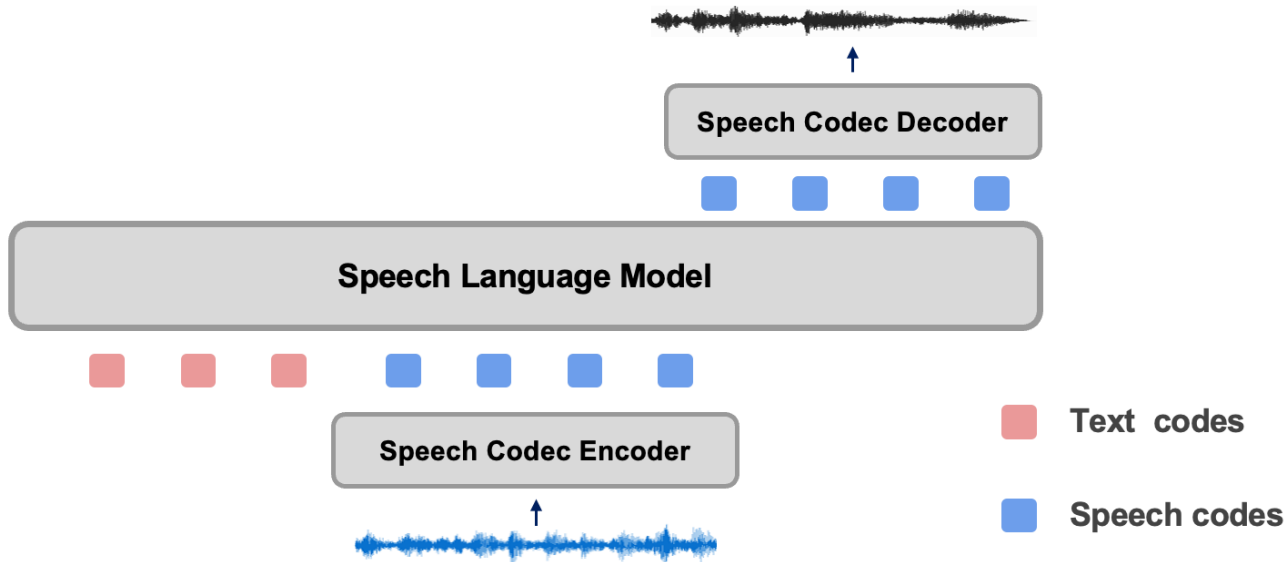 Speech Codec Decoder
Speech Language Model
Speech Codec Encoder
Text codes
Speech codes